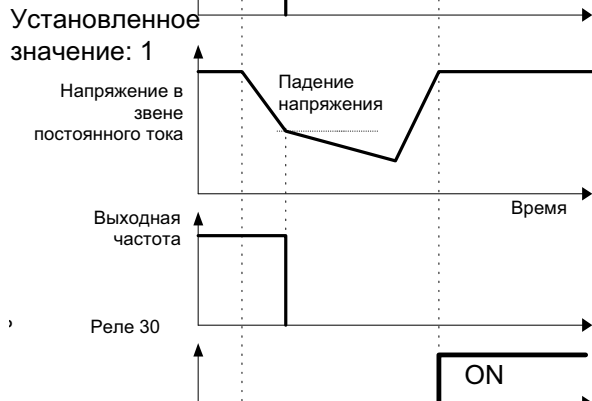 Установленное
значение: 1
Напряжение в
звене
постоянного тока
Падение
напряжения
Время
Выходная
частота
Реле 30
ON